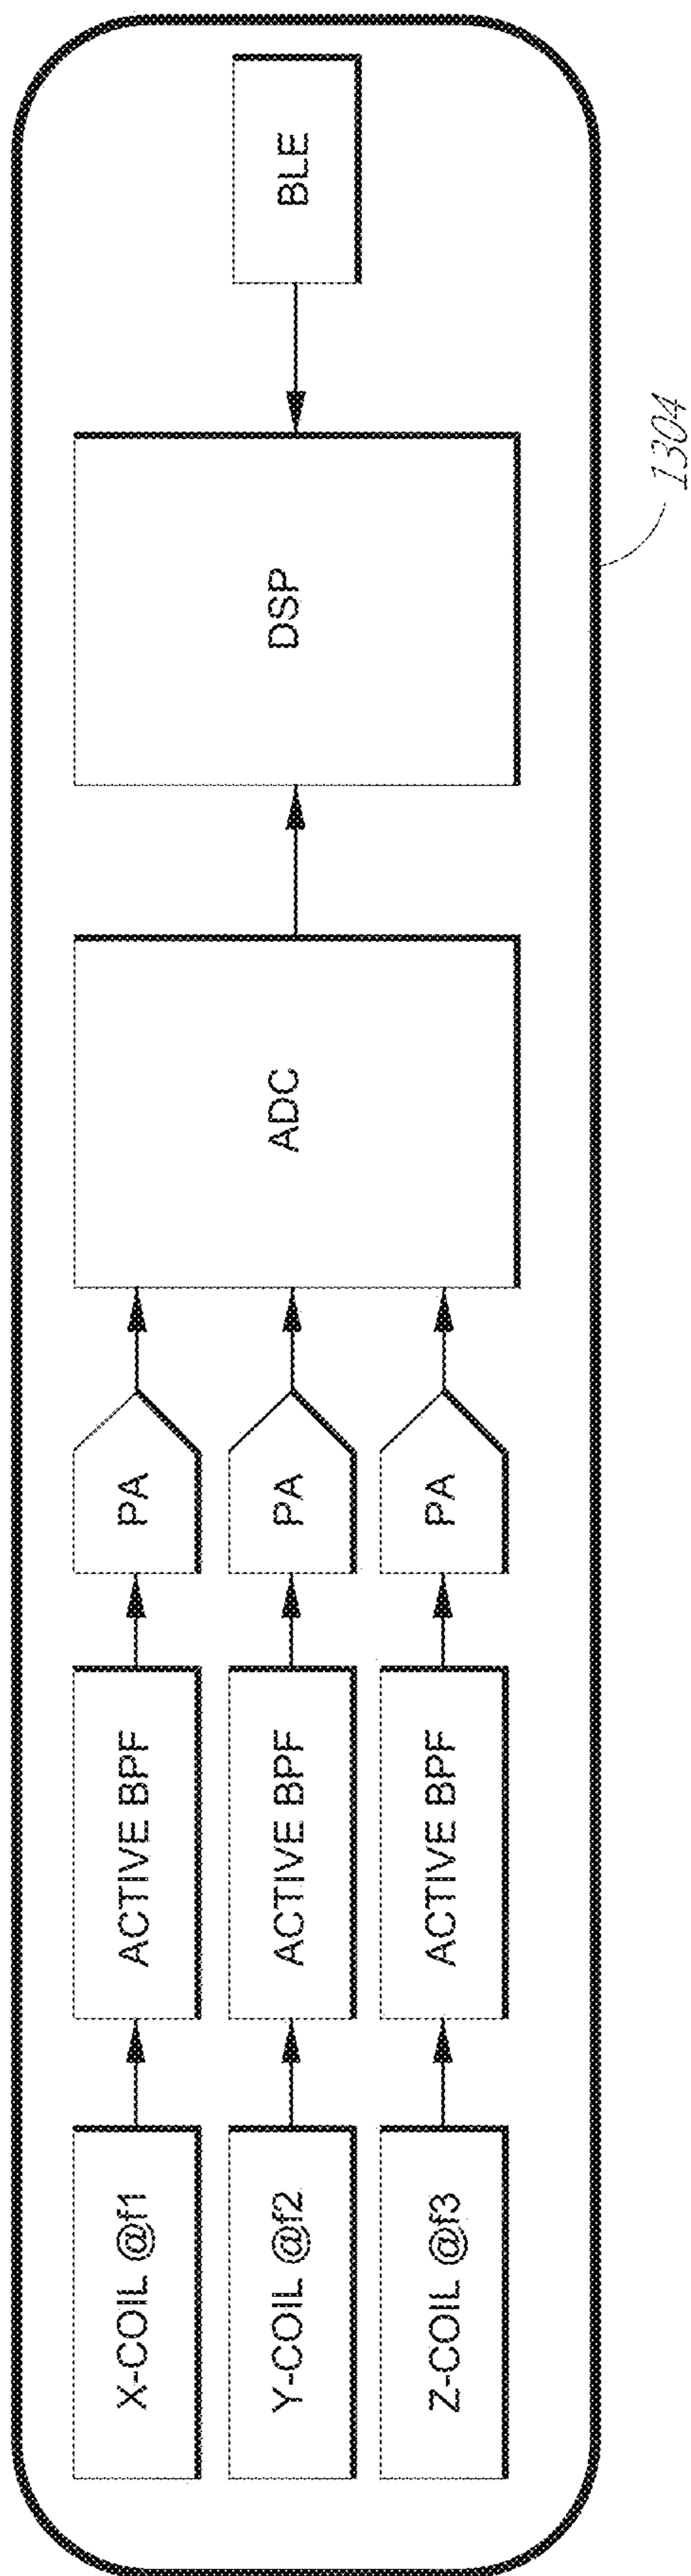 X-COIL @f1
ACTIVE BPF
PA
Y-COIL @f2
ACTIVE BPF
PA
Z-COIL @f3
ACTIVE BPF
PA
ADC
DSP
BLE
1304